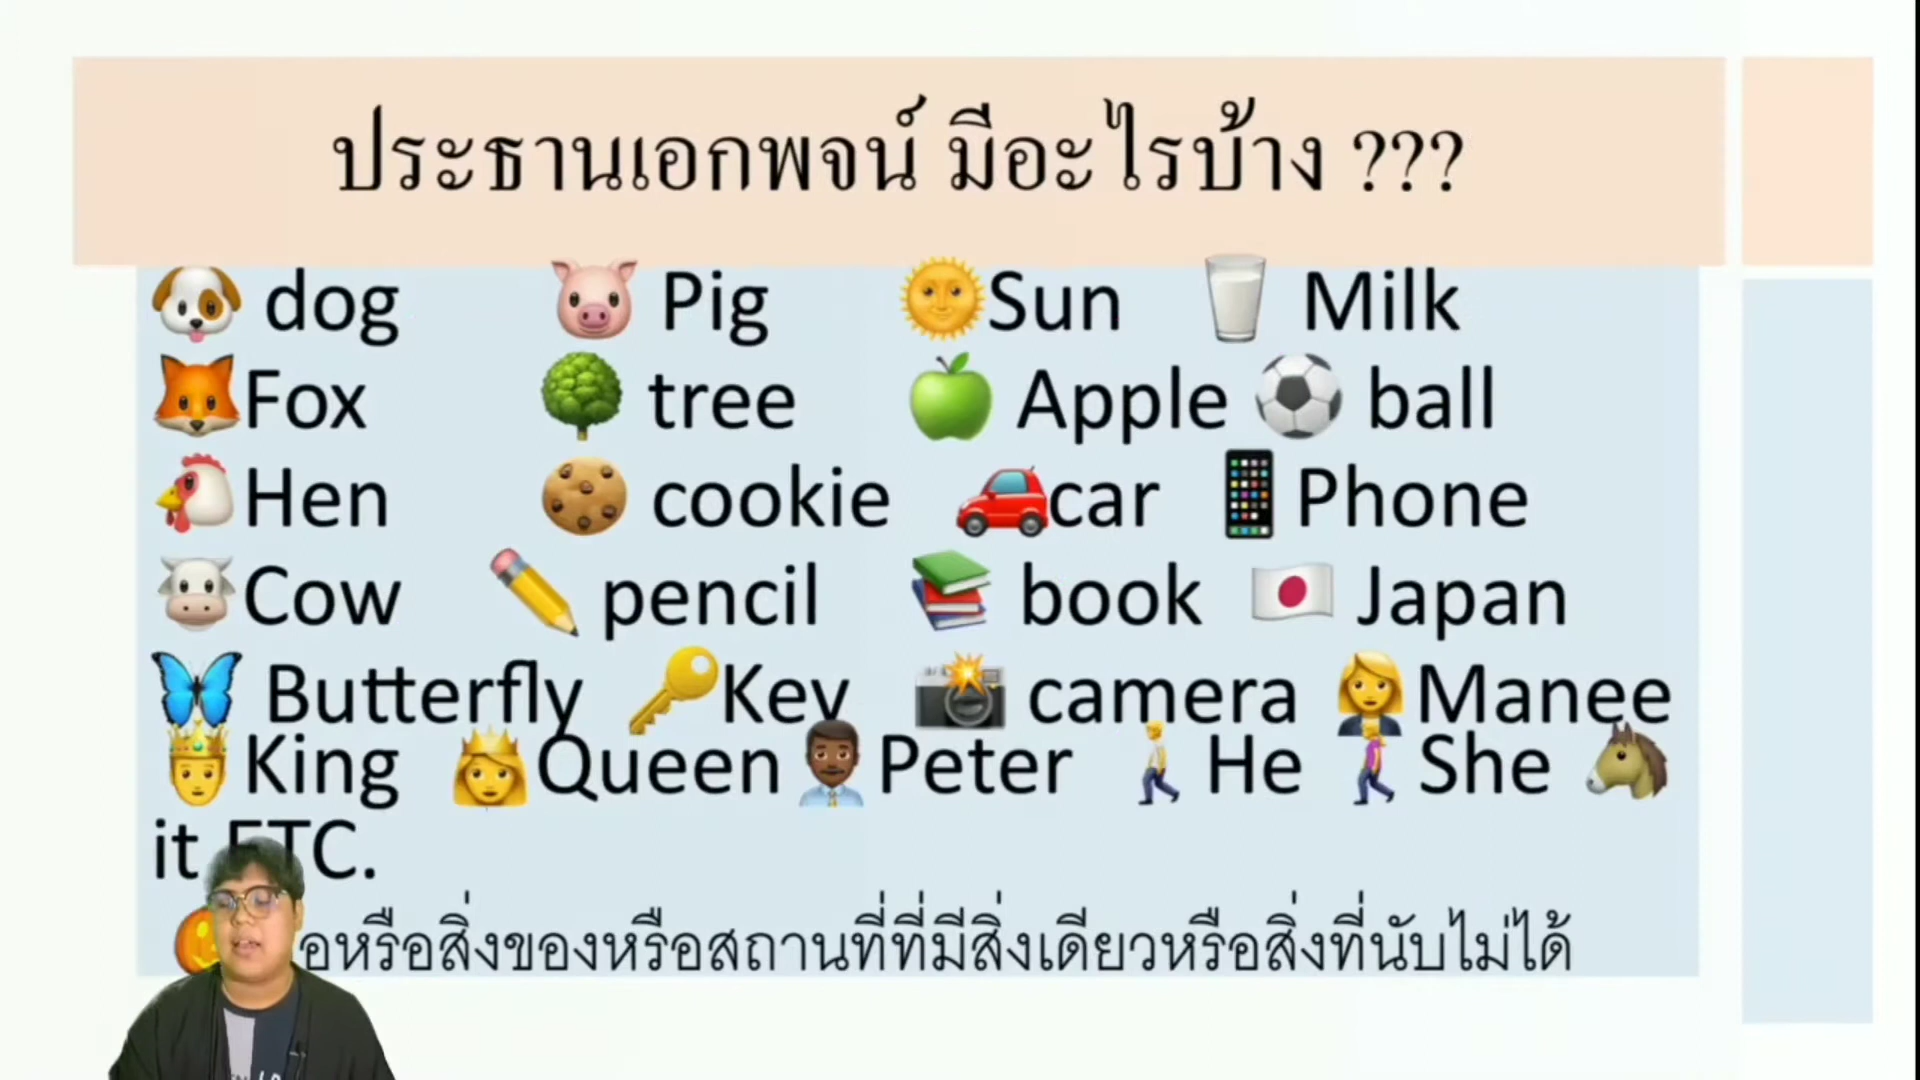 ประธานเอกพจน์ มีอะไรบ้าง ???
dog Pig Sun Milk
Fox tree Apple ball
Hen cookie car Phone
Cow pencil book Japan
Butterfly Key camera Manee
King Queen Peter He She
it ETC.
หรือสิ่งของหรือสถานที่ที่มีสิ่งเดียวหรือสิ่งที่นับไม่ได้